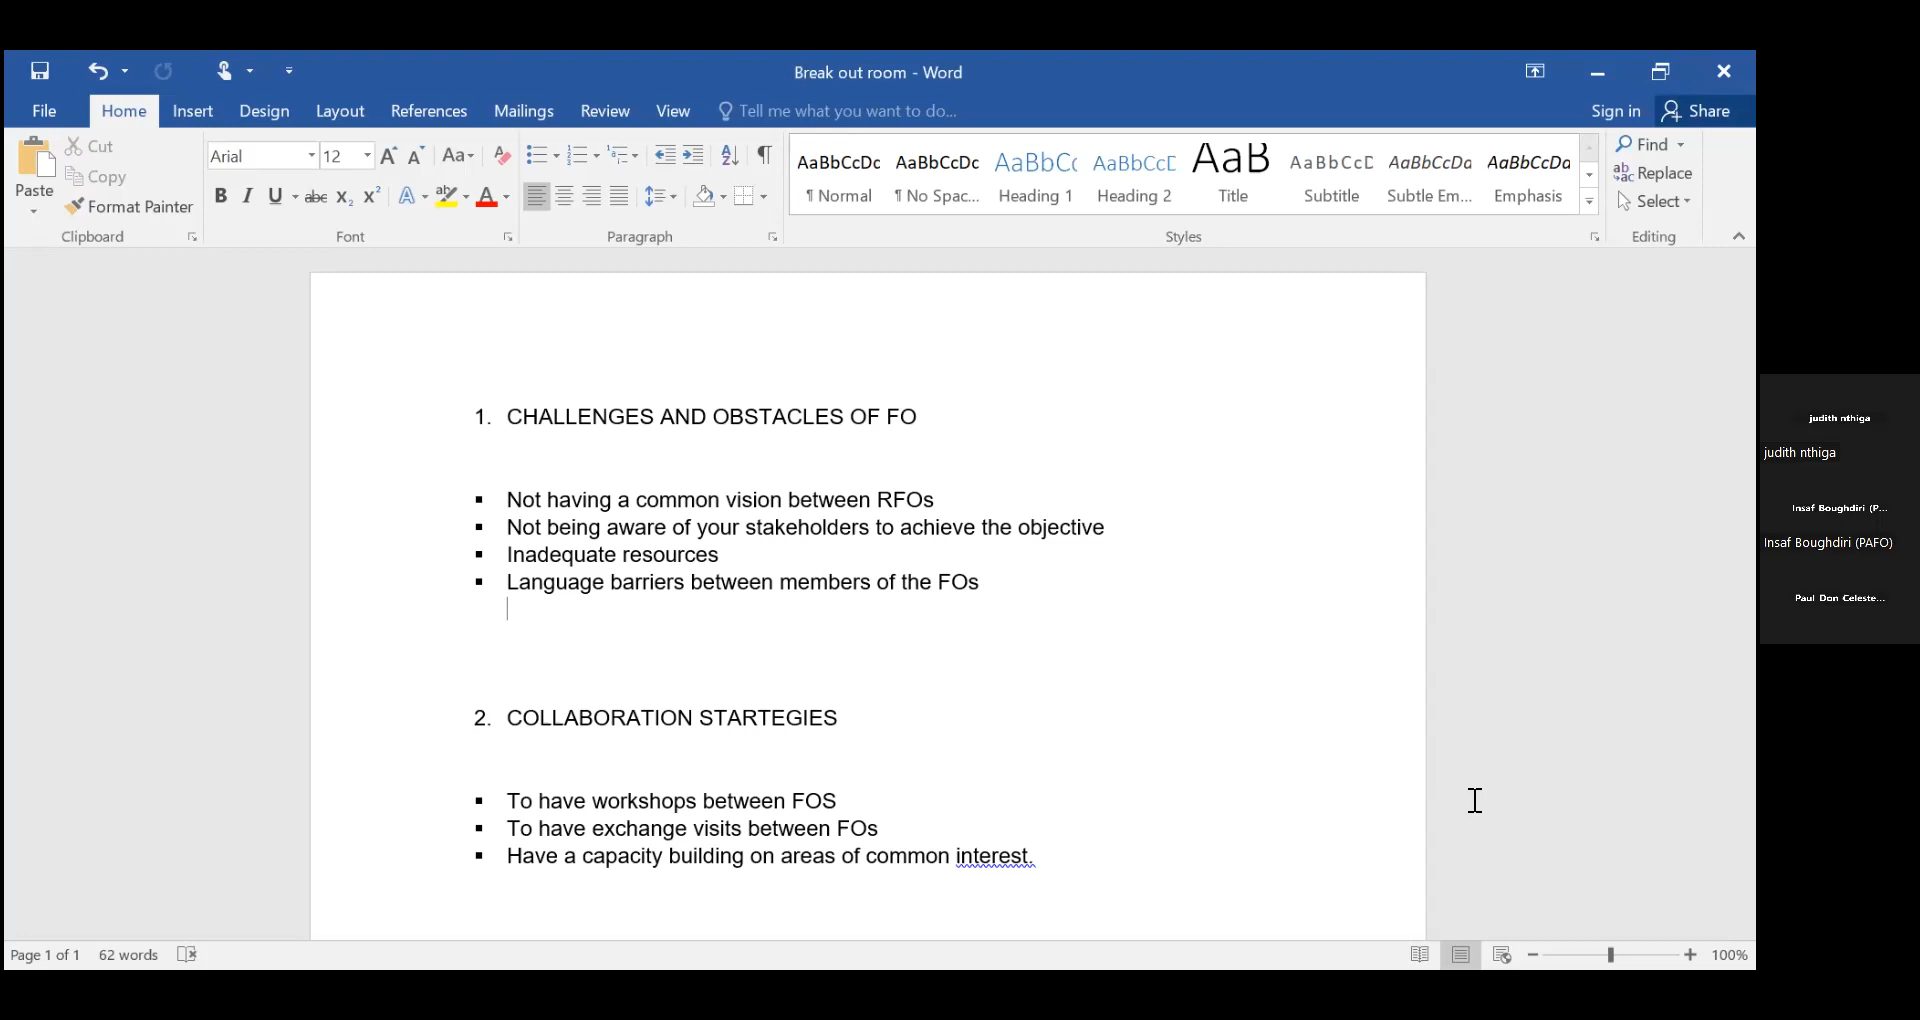 Break out room - Word
File Home Insert Design Layout References Mailings Review View Tell me what you want to do... Sign in Share
Paste
Cut
Copy
Format Painter
Clipboard
Arial 12
Aa
B I U abc X₂ X² A ab A
Font
Paragraph
AaBbCcDc AaBbCcDc AaBbC( AaBbCcE AaB AaBbCcE AaBbCcDa AaBbCcDa
¶ Normal ¶ No Spac... Heading 1 Heading 2 Title Subtitle Subtle Em... Emphasis
Styles
Find
Replace
Select
Editing
1. CHALLENGES AND OBSTACLES OF FO
▪ Not having a common vision between RFOs
▪ Not being aware of your stakeholders to achieve the objective
▪ Inadequate resources
▪ Language barriers between members of the FOs
2. COLLABORATION STARTEGIES
▪ To have workshops between FOS
▪ To have exchange visits between FOs
▪ Have a capacity building on areas of common interest.
Page 1 of 1 62 words 100%
judith nthiga
judith nthiga
Insaf Boughdiri (P...
Insaf Boughdiri (PAFO)
Paul Don Celeste...